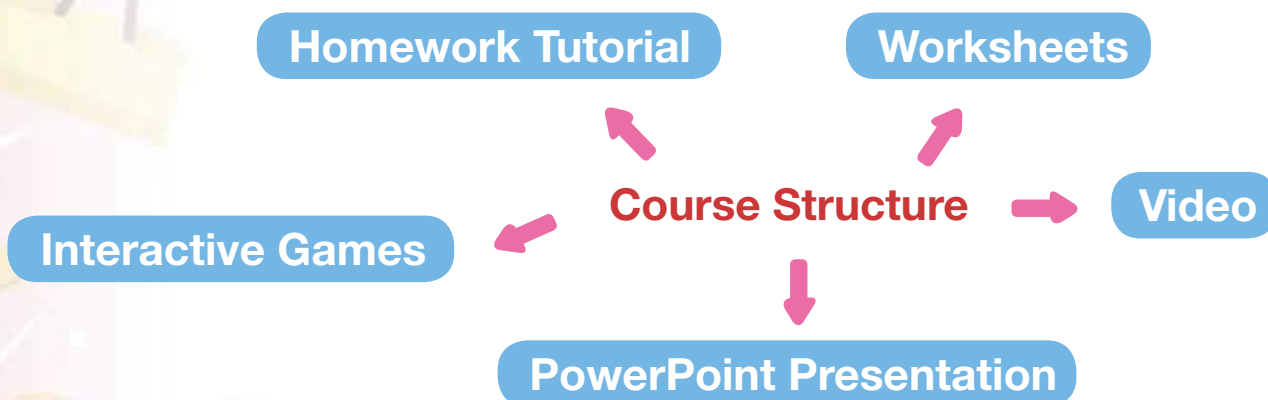 Homework Tutorial
Worksheets
Course Structure
Video
Interactive Games
PowerPoint Presentation